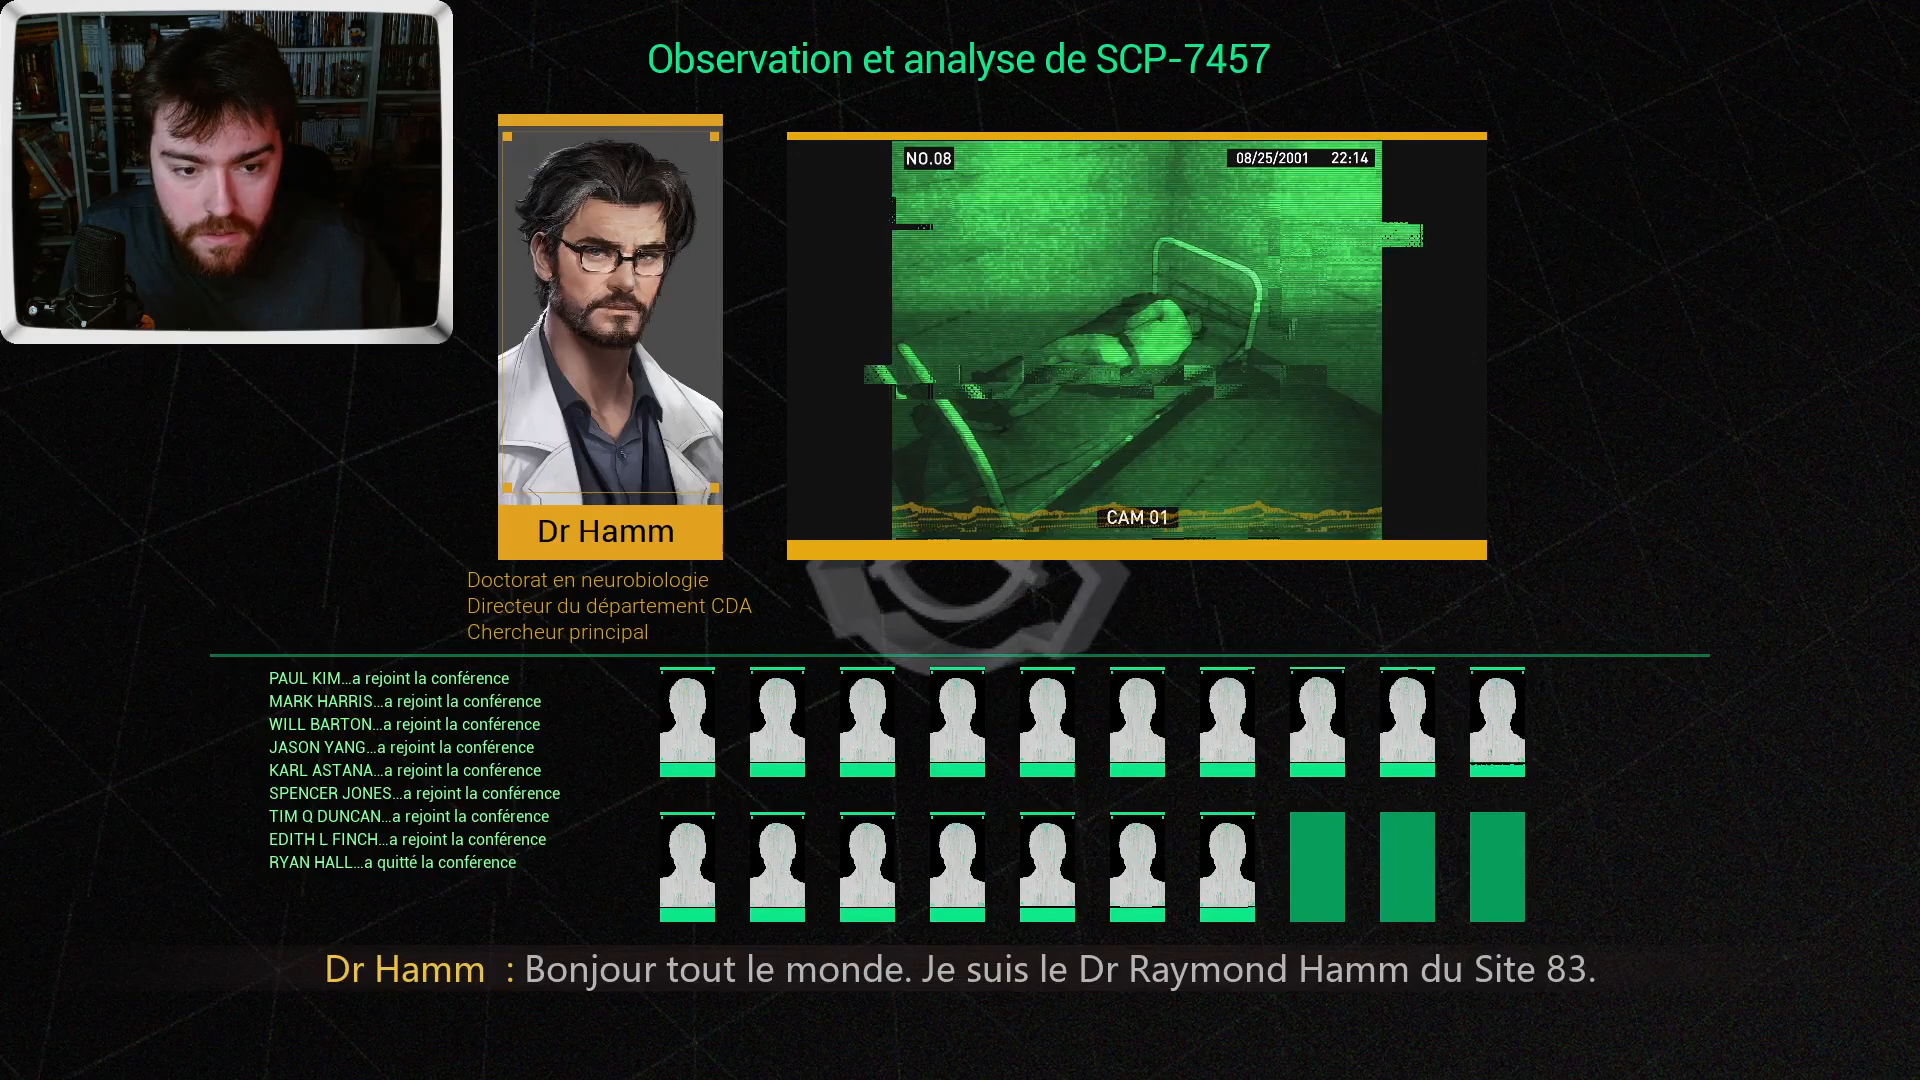 Observation et analyse de SCP-7457
NO.08
08/25/2001 22:14
CAM 01
Dr Hamm
Doctorat en neurobiologie
Directeur du département CDA
Chercheur principal
PAUL KIM...a rejoint la conférence
MARK HARRIS...a rejoint la conférence
WILL BARTON...a rejoint la conférence
JASON YANG...a rejoint la conférence
KARL ASTANA...a rejoint la conférence
SPENCER JONES...a rejoint la conférence
TIM Q DUNCAN...a rejoint la conférence
EDITH L FINCH...a rejoint la conférence
RYAN HALL...a quitté la conférence
Dr Hamm : Bonjour tout le monde. Je suis le Dr Raymond Hamm du Site 83.